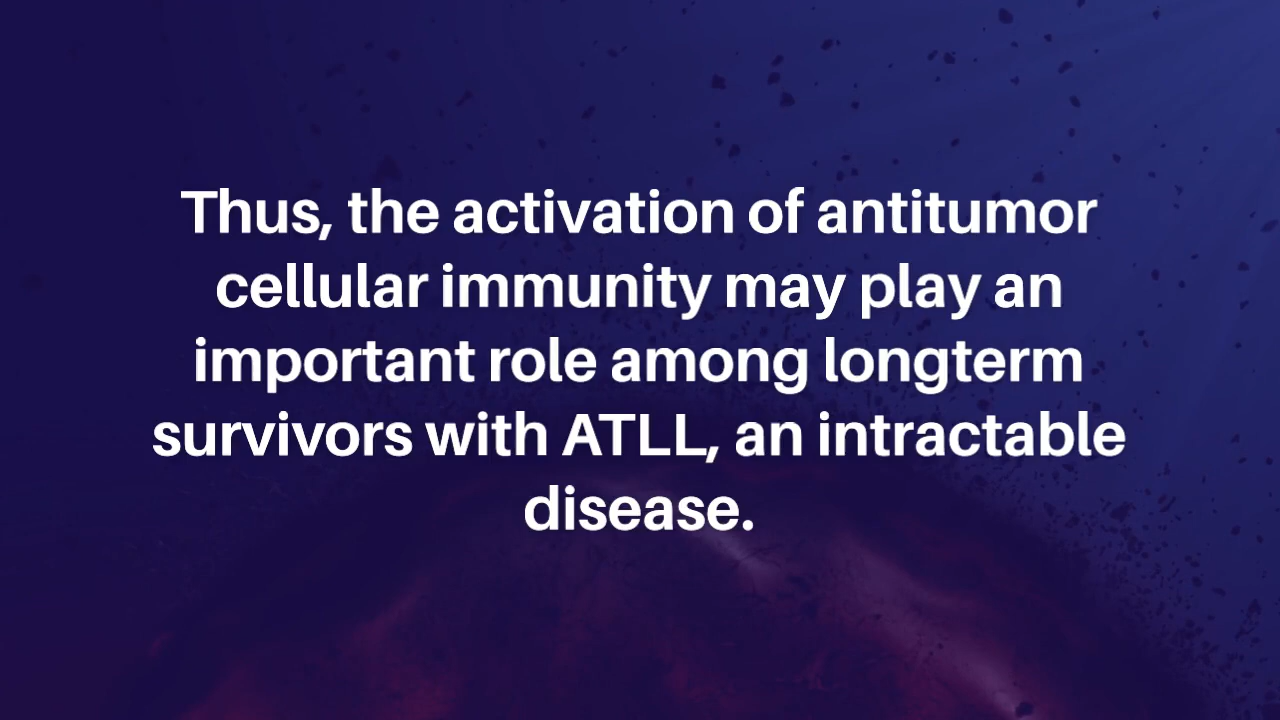 Thus, the activation of antitumor
cellular immunity may play an
important role among longterm
survivors with ATLL, an intractable
disease.